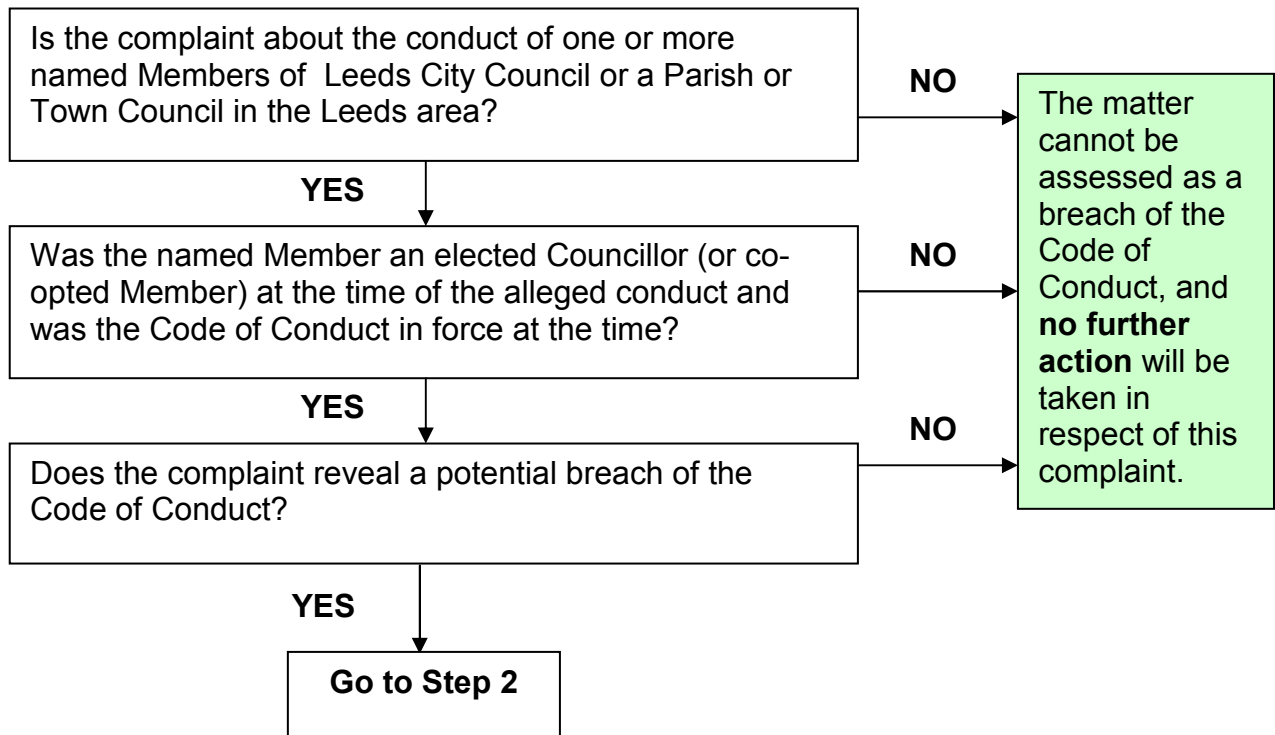 Is the complaint about the conduct of one or more
named Members of  Leeds City Council or a Parish or
Town Council in the Leeds area?
NO
YES
Was the named Member an elected Councillor (or co-
opted Member) at the time of the alleged conduct and
was the Code of Conduct in force at the time?
NO
YES
Does the complaint reveal a potential breach of the
Code of Conduct?
NO
YES
Go to Step 2
The matter
cannot be
assessed as a
breach of the
Code of
Conduct, and
no further
action will be
taken in
respect of this
complaint.